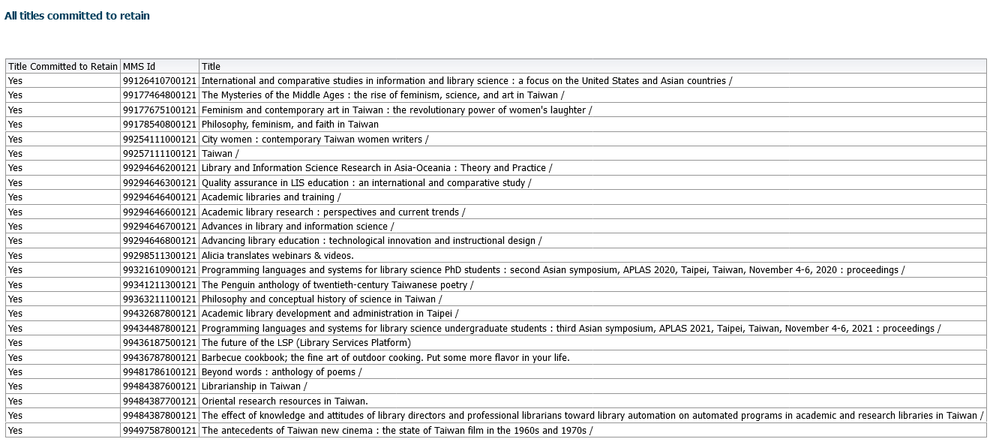 All titles committed to retain
Title Committed to Retain MMS Id Title
Yes 99126410700121 International and comparative studies in information and library science : a focus on the United States and Asian countries /
Yes 99177464800121 The Mysteries of the Middle Ages : the rise of feminism, science, and art in Taiwan /
Yes 99177675100121 Feminism and contemporary art in Taiwan : the revolutionary power of women's laughter /
Yes 99178540800121 Philosophy, feminism, and faith in Taiwan
Yes 99254111000121 City women : contemporary Taiwan women writers /
Yes 99257111100121 Taiwan /
Yes 99294646200121 Library and Information Science Research in Asia-Oceania : Theory and Practice /
Yes 99294646300121 Quality assurance in LIS education : an international and comparative study /
Yes 99294646400121 Academic libraries and training /
Yes 99294646600121 Academic library research : perspectives and current trends /
Yes 99294646700121 Advances in library and information science /
Yes 99294646800121 Advancing library education : technological innovation and instructional design /
Yes 99298511300121 Alicia translates webinars & videos.
Yes 99321610900121 Programming languages and systems for library science PhD students : second Asian symposium, APLAS 2020, Taipei, Taiwan, November 4-6, 2020 : proceedings /
Yes 99341211300121 The Penguin anthology of twentieth-century Taiwanese poetry /
Yes 99363211100121 Philosophy and conceptual history of science in Taiwan /
Yes 99432687800121 Academic library development and administration in Taipei /
Yes 99434487800121 Programming languages and systems for library science undergraduate students : third Asian symposium, APLAS 2021, Taipei, Taiwan, November 4-6, 2021 : proceedings /
Yes 99436187500121 The future of the LSP (Library Services Platform)
Yes 99436787800121 Barbecue cookbook; the fine art of outdoor cooking. Put some more flavor in your life.
Yes 99481786100121 Beyond words : anthology of poems /
Yes 99484387600121 Librarianship in Taiwan /
Yes 99484387700121 Oriental research resources in Taiwan.
Yes 99484387800121 The effect of knowledge and attitudes of library directors and professional librarians toward library automation on automated programs in academic and research libraries in Taiwan /
Yes 99497587800121 The antecedents of Taiwan new cinema : the state of Taiwan film in the 1960s and 1970s /